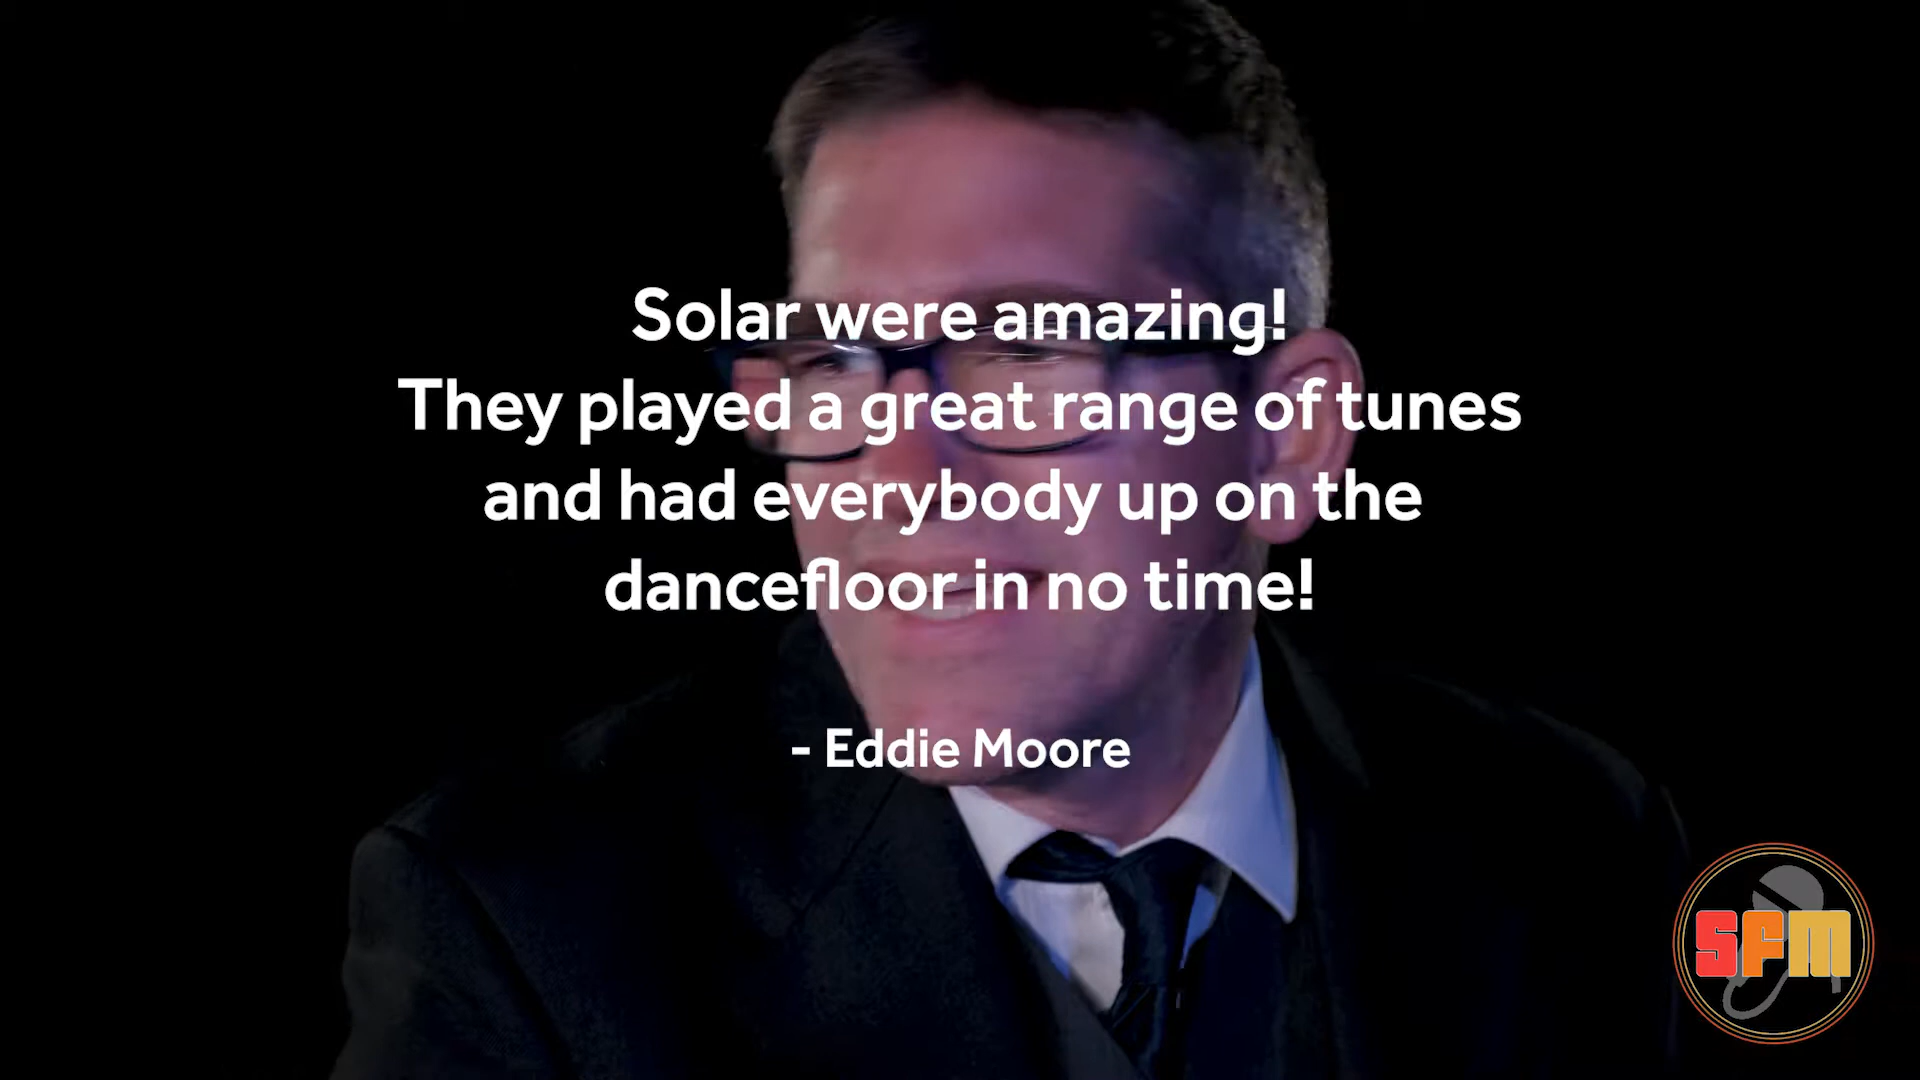 Solar were amazing!
They played a great range of tunes
and had everybody up on the
dancefloor in no time!
- Eddie Moore
SFM